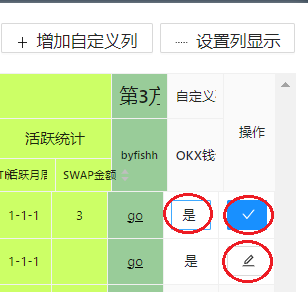 + 增加自定义列
设置列显示
第3方
自定义
活跃统计
操作
byfishh
OKX钱
活跃月度
SWAP金额
1-1-1
3
go
是
1-1-1
go
是